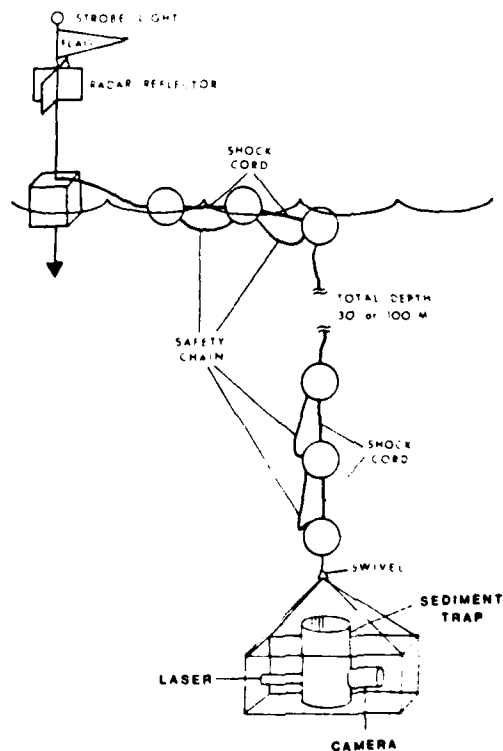 STROBE LIGHT
FLAG
RADAR REFLECTOR
SHOCK
CORD
TOTAL DEPTH
30 or 100 M
SAFETY
CHAIN
SHOCK
CORD
SWIVEL
SEDIMENT
TRAP
LASER
CAMERA